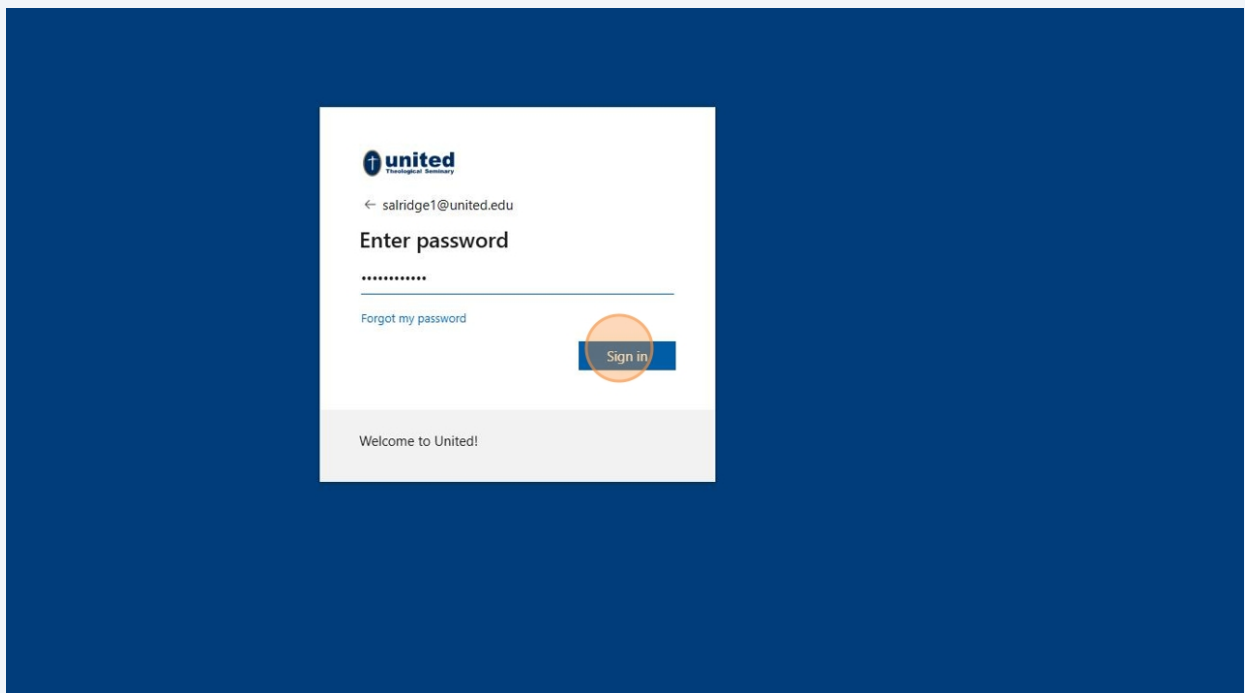 united
Theological Seminary
← salridge1@united.edu
Enter password
••••••••••••
Forgot my password
Sign in
Welcome to United!